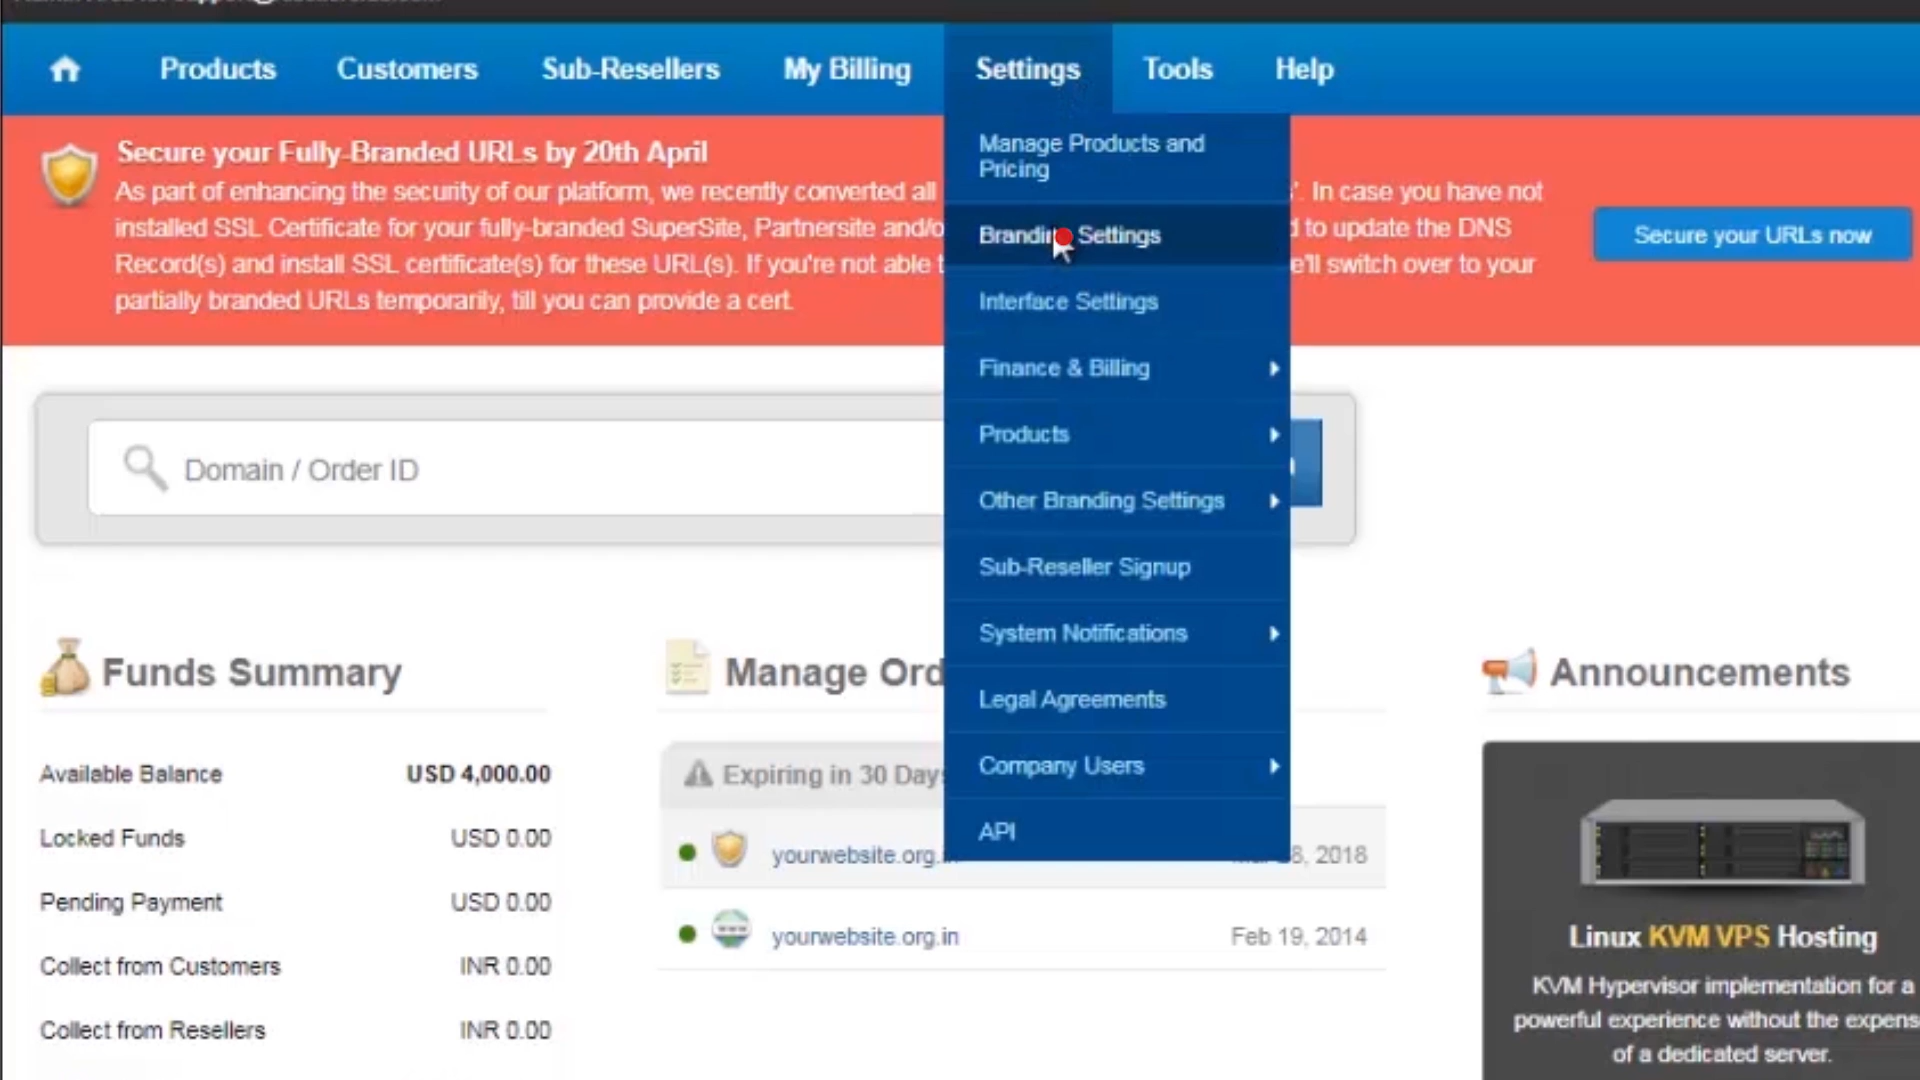 Products
Customers
Sub-Resellers
My Billing
Settings
Tools
Help
Secure your Fully-Branded URLs by 20th April
As part of enhancing the security of our platform, we recently converted all
'. In case you have not
installed SSL Certificate for your fully-branded SuperSite, Partnersite and/o
d to update the DNS
Record(s) and install SSL certificate(s) for these URL(s). If you're not able t
e'll switch over to your
partially branded URLs temporarily, till you can provide a cert.
Secure your URLs now
Manage Products and
Pricing
Branding Settings
Interface Settings
Finance & Billing
Products
Other Branding Settings
Sub-Reseller Signup
System Notifications
Legal Agreements
Company Users
API
Domain / Order ID
Funds Summary
Available Balance USD 4,000.00
Locked Funds USD 0.00
Pending Payment USD 0.00
Collect from Customers INR 0.00
Collect from Resellers INR 0.00
Manage Ord
Expiring in 30 Days
yourwebsite.org.in 8, 2018
yourwebsite.org.in Feb 19, 2014
Announcements
Linux KVM VPS Hosting
KVM Hypervisor implementation for a
powerful experience without the expens
of a dedicated server.